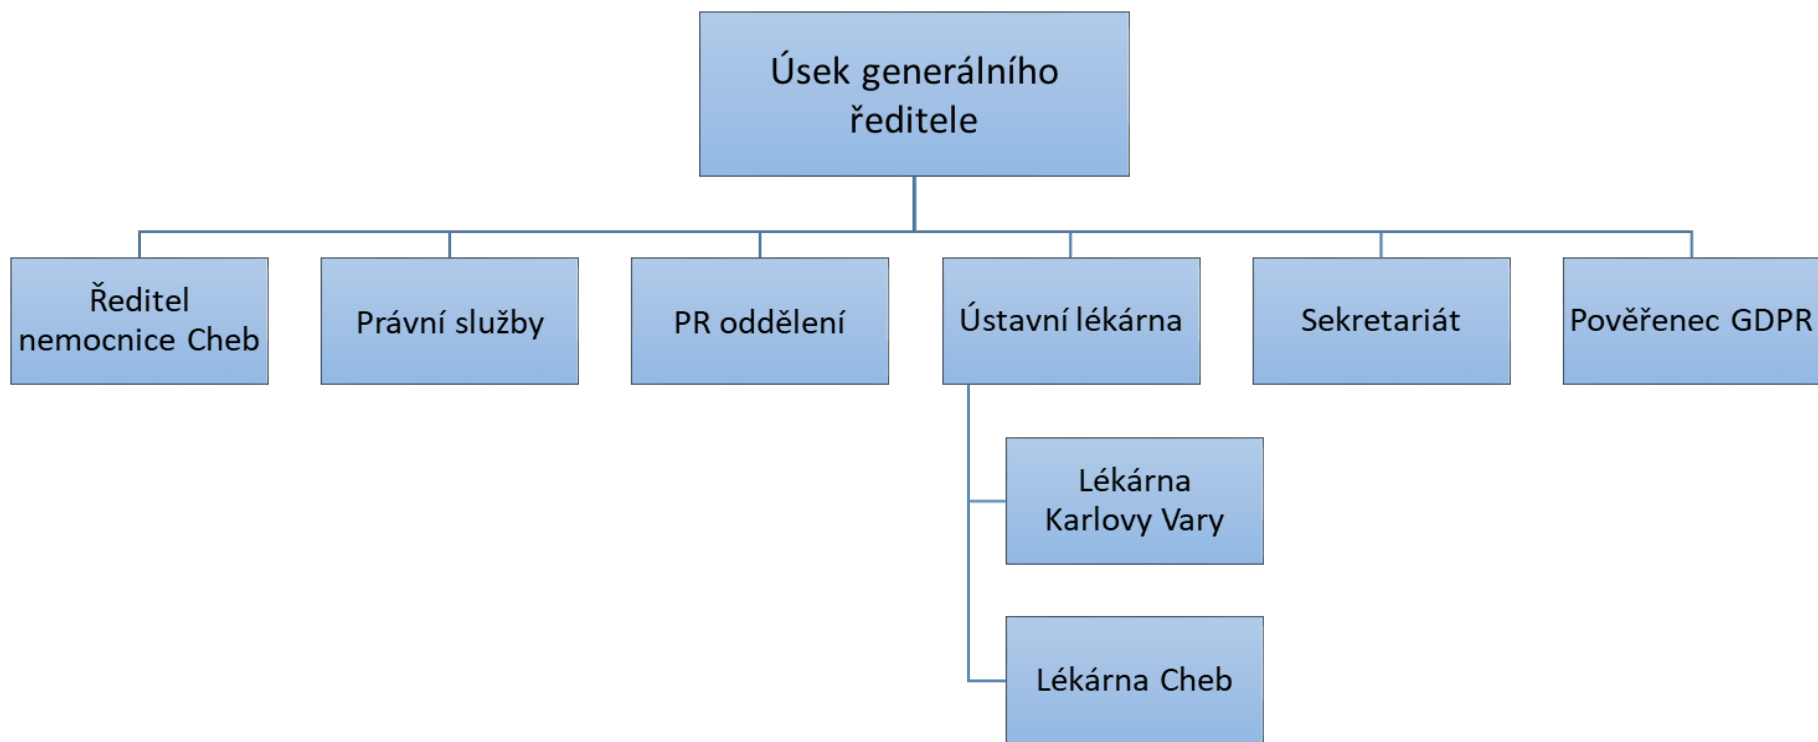 Úsek generálního
ředitele
Ředitel
nemocnice Cheb
Právní služby
PR oddělení
Ústavní lékárna
Sekretariát
Pověřenec GDPR
Lékárna
Karlovy Vary
Lékárna Cheb